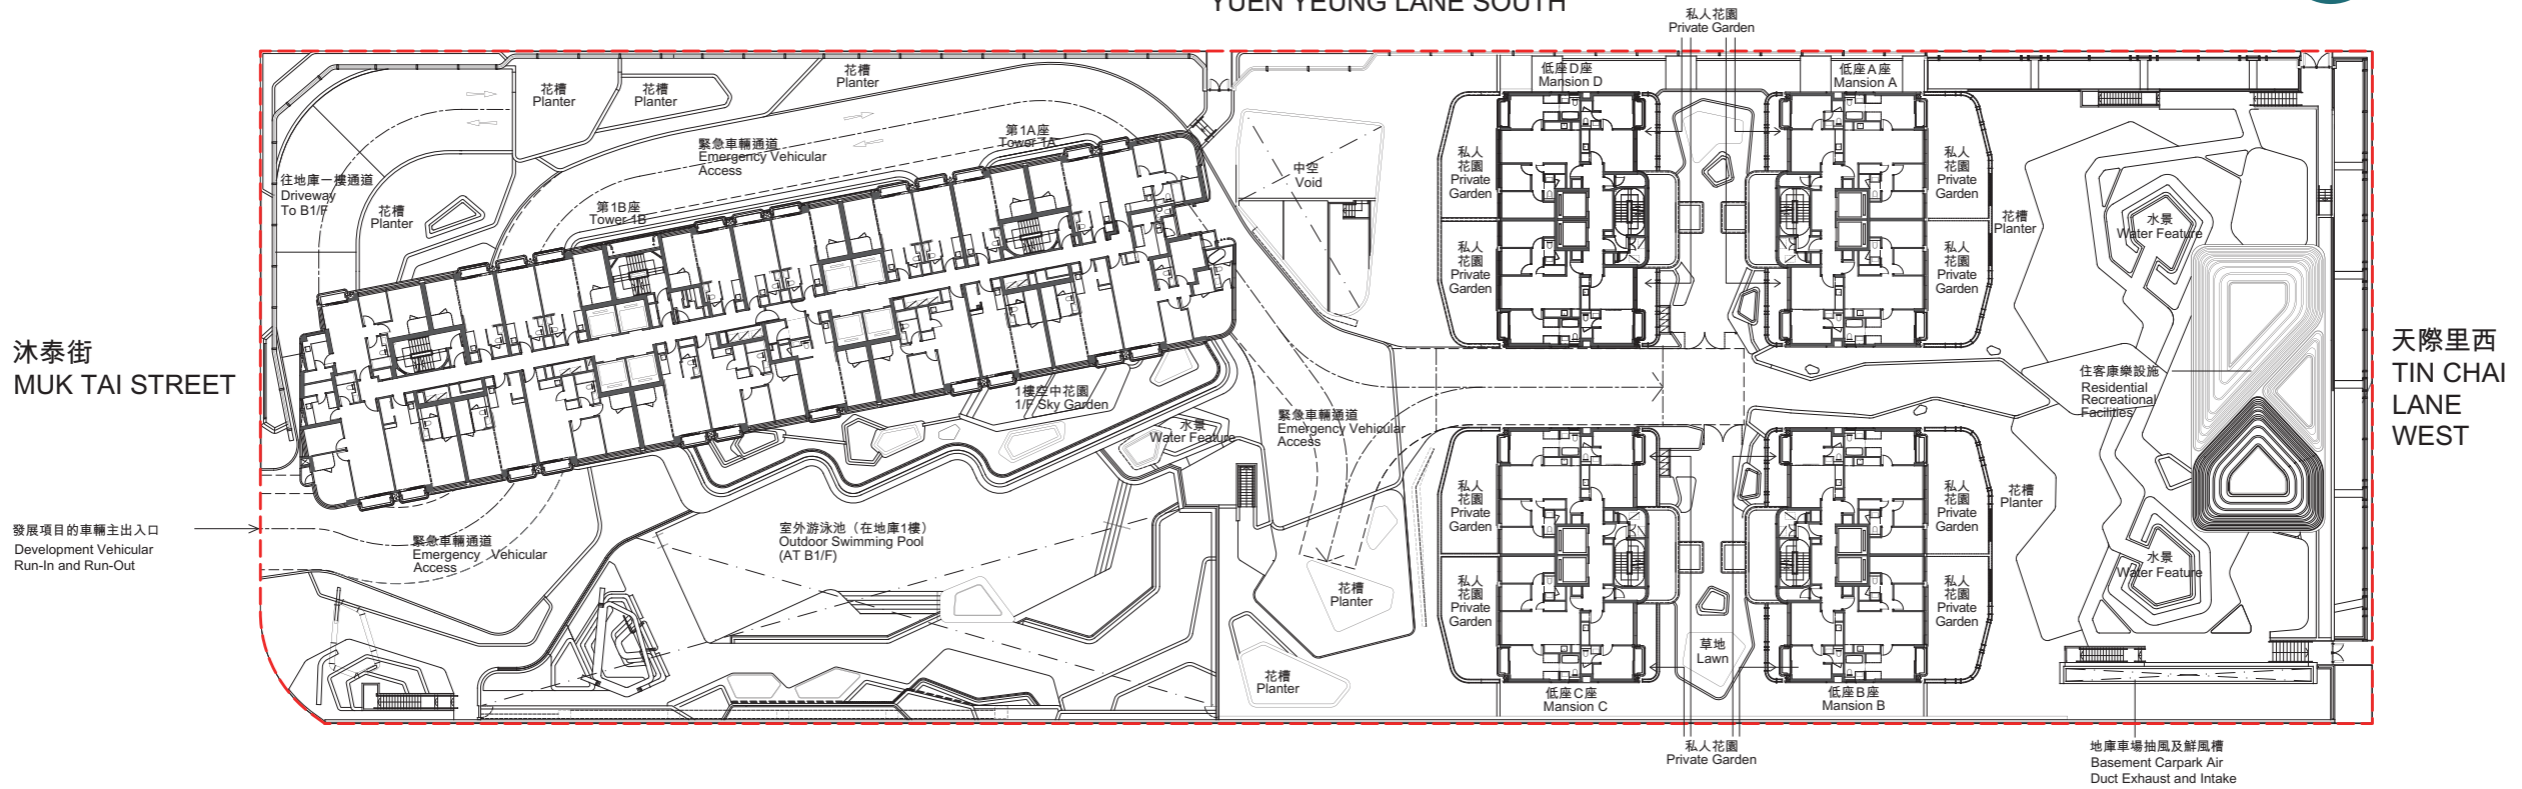 YUEN YEUNG LANE SOUTH
私人花園
Private Garden
花槽
Planter
花槽
Planter
花槽
Planter
低座D座
Mansion D
低座A座
Mansion A
緊急車輛通道
Emergency Vehicular
Access
第1A座
Tower 1A
中空
Void
往地庫一樓通道
Driveway
To B1/F
花槽
Planter
第1B座
Tower 1B
私人
花園
Private
Garden
私人
花園
Private
Garden
私人
花園
Private
Garden
私人
花園
Private
Garden
花槽
Planter
水景
Water Feature
沐泰街
MUK TAI STREET
1樓空中花園
1/F Sky Garden
水景
Water Feature
緊急車輛通道
Emergency Vehicular
Access
住客康樂設施
Residential
Recreational
Facilities
天際里西
TIN CHAI
LANE
WEST
發展項目的車輛主出入口
Development Vehicular
Run-In and Run-Out
緊急車輛通道
Emergency Vehicular
Access
室外游泳池（在地庫1樓）
Outdoor Swimming Pool
(AT B1/F)
私人
花園
Private
Garden
私人
花園
Private
Garden
花槽
Planter
私人
花園
Private
Garden
私人
花園
Private
Garden
水景
Water Feature
花槽
Planter
花槽
Planter
草地
Lawn
低座C座
Mansion C
低座B座
Mansion B
私人花園
Private Garden
地庫車場抽風及鮮風槽
Basement Carpark Air
Duct Exhaust and Intake